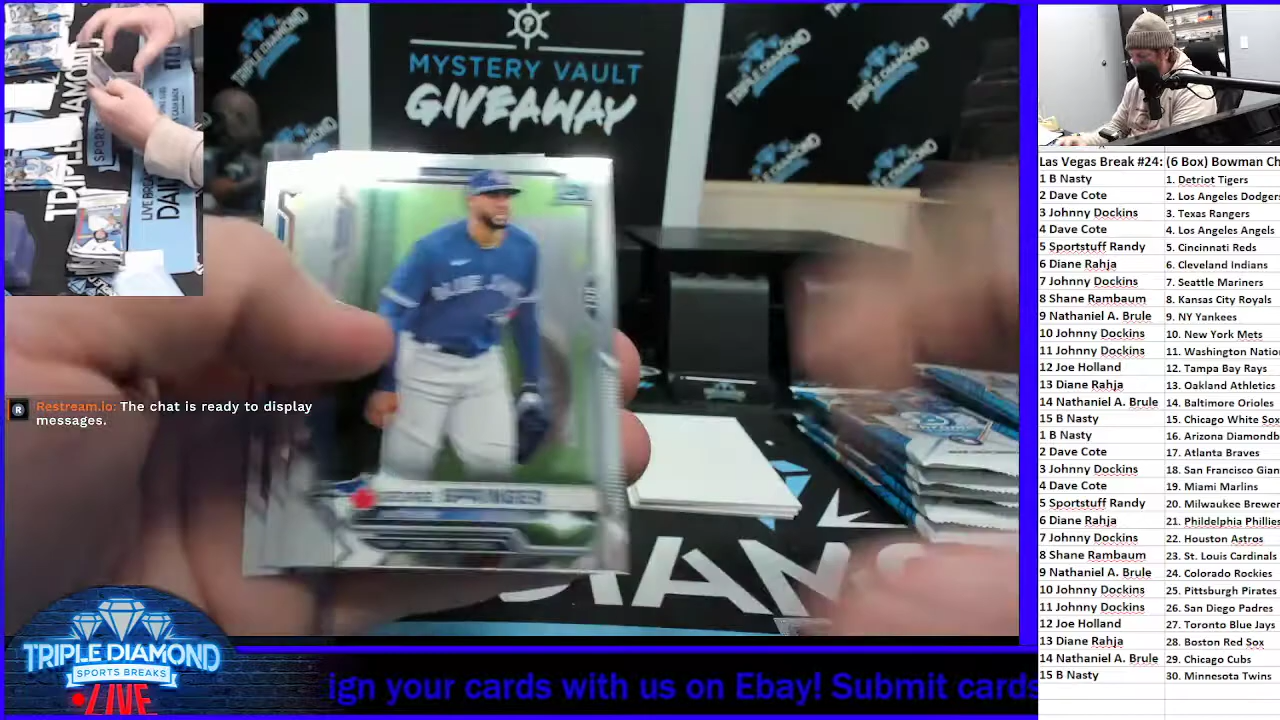 MYSTERY VAULT
GIVEAWAY
TRIPLE DIAMOND
SPRINGER
Restream.io: The chat is ready to display
messages.
TRIPLE DIAMOND
SPORTS BREAKS
LIVE
ign your cards with us on Ebay! Submit cards
Las Vegas Break #24: (6 Box) Bowman Ch
1 B Nasty 1. Detriot Tigers
2 Dave Cote 2. Los Angeles Dodger
3 Johnny Dockins 3. Texas Rangers
4 Dave Cote 4. Los Angels Angels
5 Sportstuff Randy 5. Cincinnati Reds
6 Diane Rahja 6. Cleveland Indians
7 Johnny Dockins 7. Seattle Mariners
8 Shane Rambaum 8. Kansas City Royals
9 Nathaniel A. Brule 9. NY Yankees
10 Johnny Dockins 10. New York Mets
11 Johnny Dockins 11. Washington Natio
12 Joe Holland 12. Tampa Bay Rays
13 Diane Rahja 13. Oakland Athletics
14 Nathaniel A. Brule 14. Baltimore Orioles
15 B Nasty 15. Chicago White Sox
1 B Nasty 16. Arizona Diamondb
2 Dave Cote 17. Atlanta Braves
3 Johnny Dockins 18. San Francisco Gian
4 Dave Cote 19. Miami Marlins
5 Sportstuff Randy 20. Milwaukee Brewer
6 Diane Rahja 21. Phildelphia Phillie
7 Johnny Dockins 22. Houston Astros
8 Shane Rambaum 23. St. Louis Cardinals
9 Nathaniel A. Brule 24. Colorado Rockies
10 Johnny Dockins 25. Pittsburgh Pirates
11 Johnny Dockins 26. San Diego Padres
12 Joe Holland 27. Toronto Blue Jays
13 Diane Rahja 28. Boston Red Sox
14 Nathaniel A. Brule 29. Chicago Cubs
15 B Nasty 30. Minnesota Twins